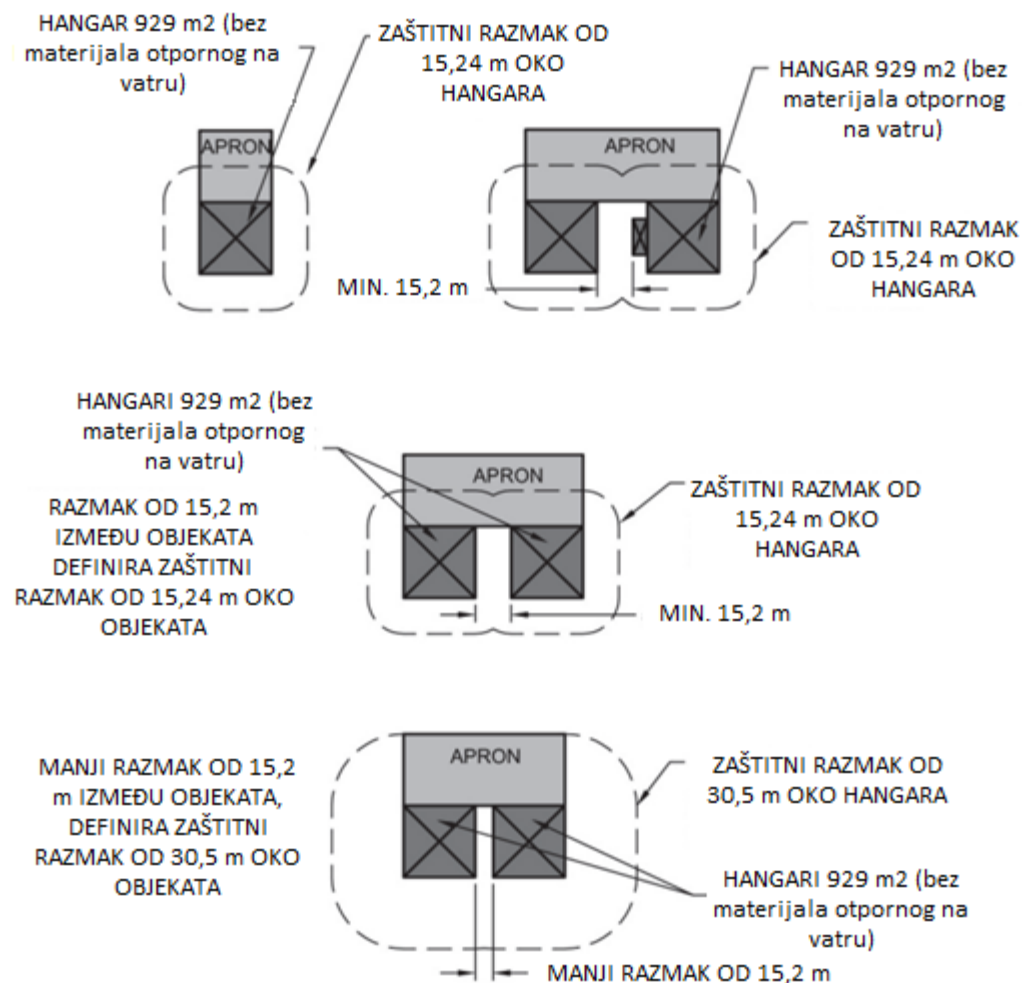 HANGAR 929 m2 (bez
materijala otpornog na
vatru)
ZAŠTITNI RAZMAK OD
15,24 m OKO
HANGARA
APRON
HANGAR 929 m2 (bez
materijala otpornog
na vatru)
APRON
ZAŠTITNI RAZMAK
OD 15,24 m OKO
HANGARA
MIN. 15,2 m
HANGARI 929 m2 (bez
materijala otpornog
na vatru)
RAZMAK OD 15,2 m
IZMEĐU OBJEKATA
DEFINIRA ZAŠTITNI
RAZMAK OD 15,24 m OKO
OBJEKATA
APRON
ZAŠTITNI RAZMAK OD
15,24 m OKO
HANGARA
MIN. 15,2 m
MANJI RAZMAK OD 15,2
m IZMEĐU OBJEKATA,
DEFINIRA ZAŠTITNI
RAZMAK OD 30,5 m OKO
OBJEKATA
APRON
ZAŠTITNI RAZMAK OD
30,5 m OKO HANGARA
HANGARI 929 m2 (bez
materijala otpornog na
vatru)
MANJI RAZMAK OD 15,2 m